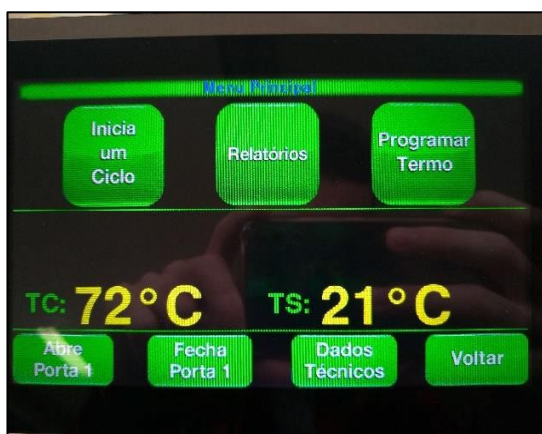 Menu Principal
Inicia
um
Ciclo
Relatórios
Programar
Termo
TC: 72°C
TS: 21°C
Abre
Porta 1
Fecha
Porta 1
Dados
Técnicos
Voltar